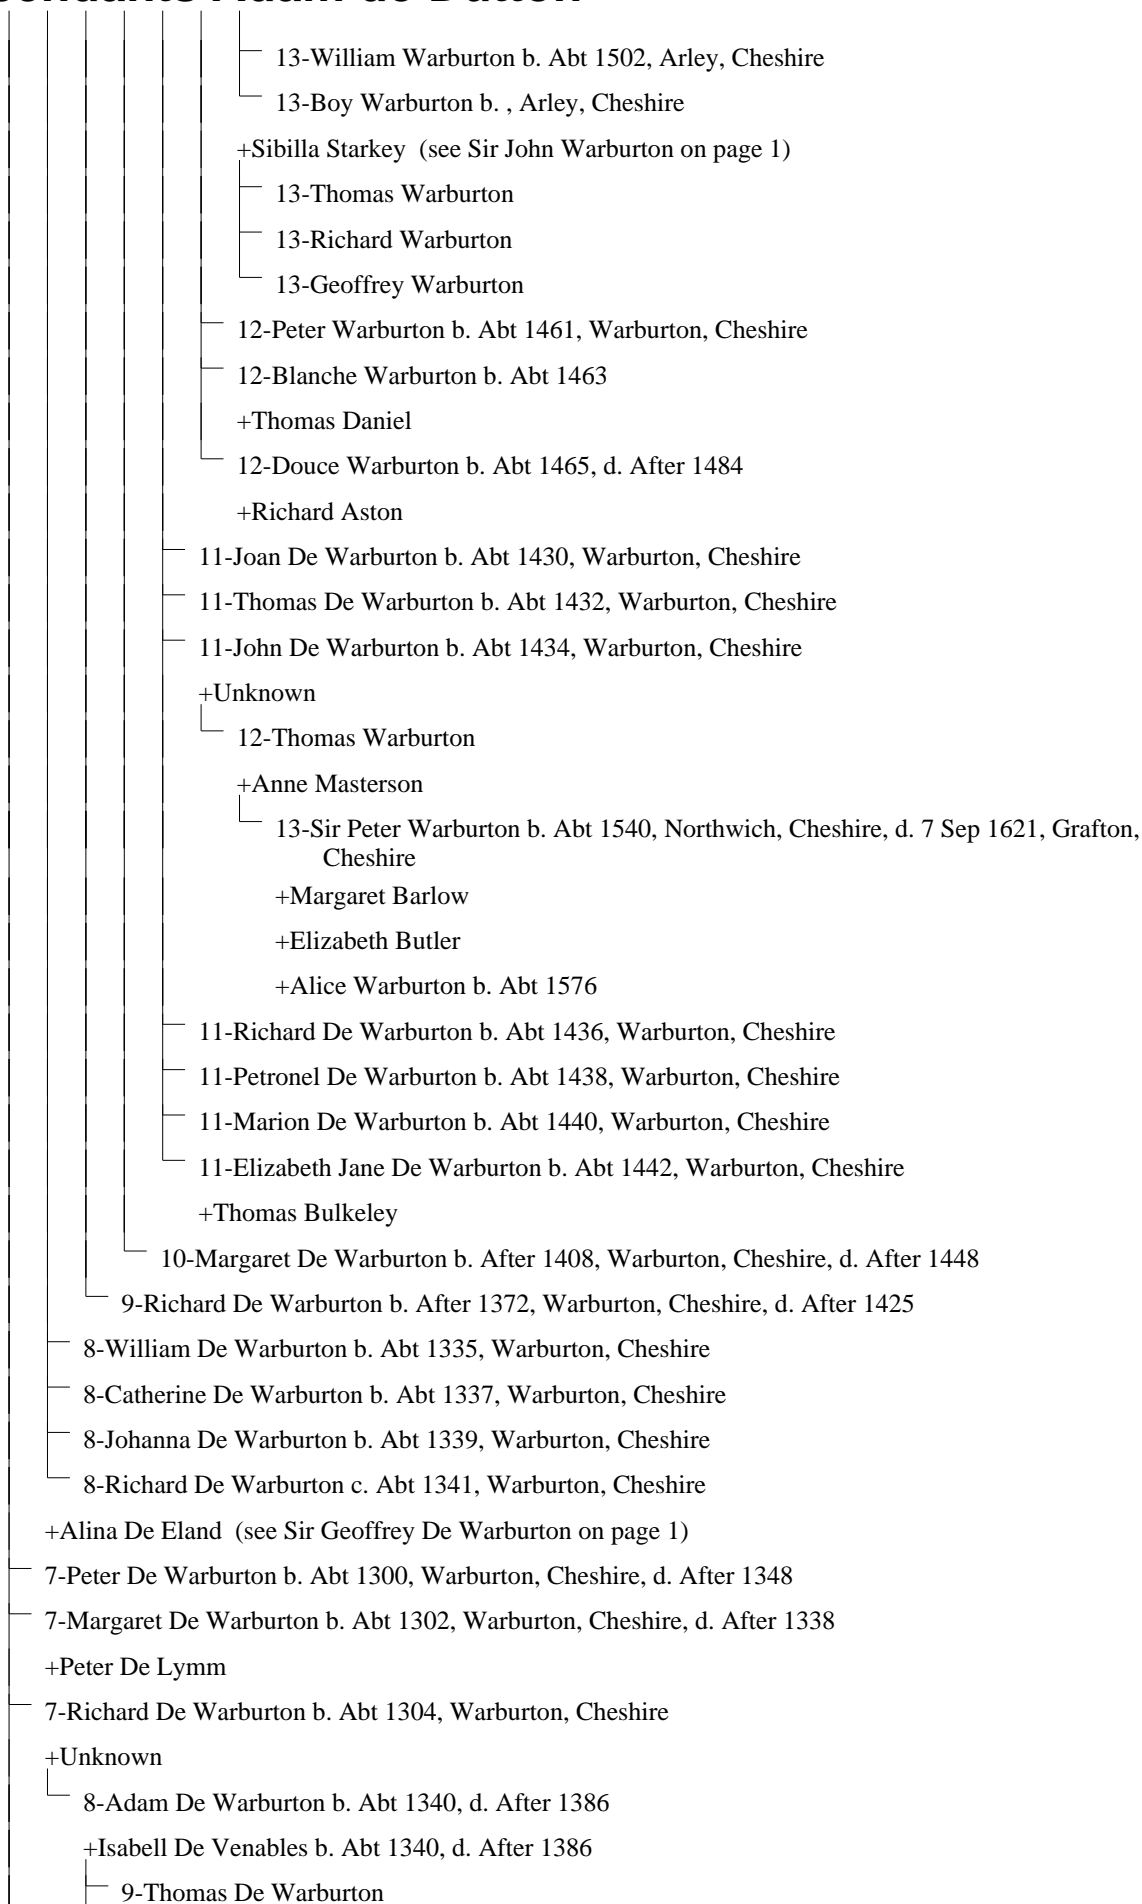 13-William Warburton b. Abt 1502, Arley, Cheshire
13-Boy Warburton b. , Arley, Cheshire
+Sibilla Starkey (see Sir John Warburton on page 1)
13-Thomas Warburton
13-Richard Warburton
13-Geoffrey Warburton
12-Peter Warburton b. Abt 1461, Warburton, Cheshire
12-Blanche Warburton b. Abt 1463
+Thomas Daniel
12-Douce Warburton b. Abt 1465, d. After 1484
+Richard Aston
11-Joan De Warburton b. Abt 1430, Warburton, Cheshire
11-Thomas De Warburton b. Abt 1432, Warburton, Cheshire
11-John De Warburton b. Abt 1434, Warburton, Cheshire
+Unknown
12-Thomas Warburton
+Anne Masterson
13-Sir Peter Warburton b. Abt 1540, Northwich, Cheshire, d. 7 Sep 1621, Grafton,
Cheshire
+Margaret Barlow
+Elizabeth Butler
+Alice Warburton b. Abt 1576
11-Richard De Warburton b. Abt 1436, Warburton, Cheshire
11-Petronel De Warburton b. Abt 1438, Warburton, Cheshire
11-Marion De Warburton b. Abt 1440, Warburton, Cheshire
11-Elizabeth Jane De Warburton b. Abt 1442, Warburton, Cheshire
+Thomas Bulkeley
10-Margaret De Warburton b. After 1408, Warburton, Cheshire, d. After 1448
9-Richard De Warburton b. After 1372, Warburton, Cheshire, d. After 1425
8-William De Warburton b. Abt 1335, Warburton, Cheshire
8-Catherine De Warburton b. Abt 1337, Warburton, Cheshire
8-Johanna De Warburton b. Abt 1339, Warburton, Cheshire
8-Richard De Warburton c. Abt 1341, Warburton, Cheshire
+Alina De Eland (see Sir Geoffrey De Warburton on page 1)
7-Peter De Warburton b. Abt 1300, Warburton, Cheshire, d. After 1348
7-Margaret De Warburton b. Abt 1302, Warburton, Cheshire, d. After 1338
+Peter De Lymm
7-Richard De Warburton b. Abt 1304, Warburton, Cheshire
+Unknown
8-Adam De Warburton b. Abt 1340, d. After 1386
+Isabell De Venables b. Abt 1340, d. After 1386
9-Thomas De Warburton